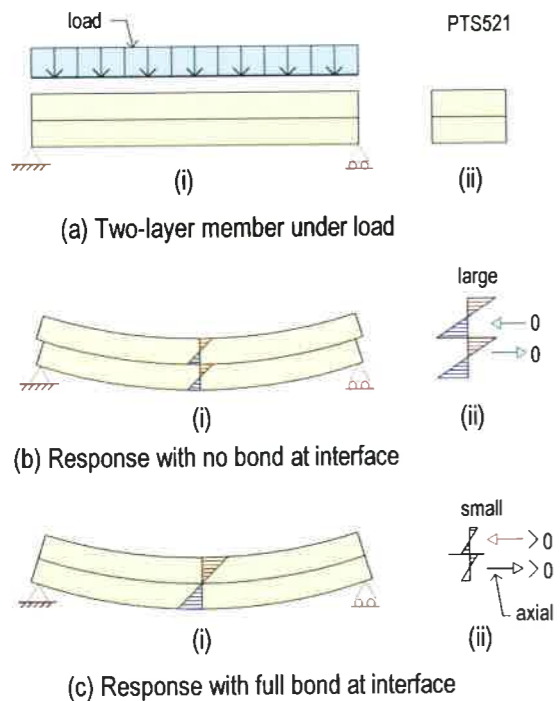 load
PTS521
(i)
(ii)
(a) Two-layer member under load
large
0
0
(i)
(ii)
(b) Response with no bond at interface
small
>0
>0
axial
(i)
(ii)
(c) Response with full bond at interface